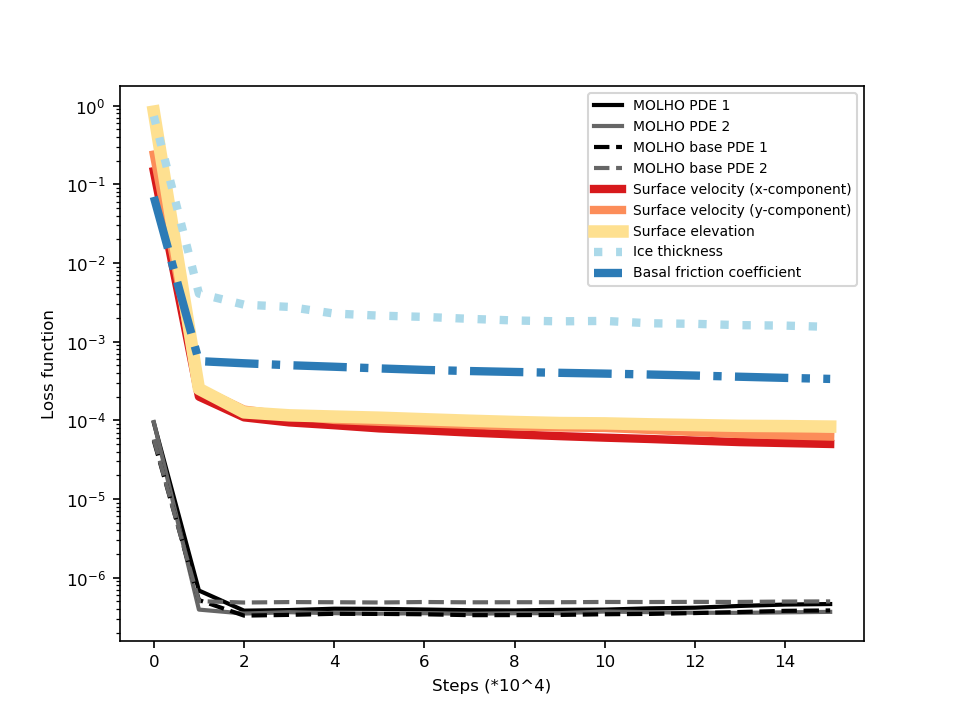 10^0
10^-1
10^-2
10^-3
10^-4
10^-5
10^-6
Loss function
MOLHO PDE 1
MOLHO PDE 2
MOLHO base PDE 1
MOLHO base PDE 2
Surface velocity (x-component)
Surface velocity (y-component)
Surface elevation
Ice thickness
Basal friction coefficient
0 2 4 6 8 10 12 14
Steps (*10^4)